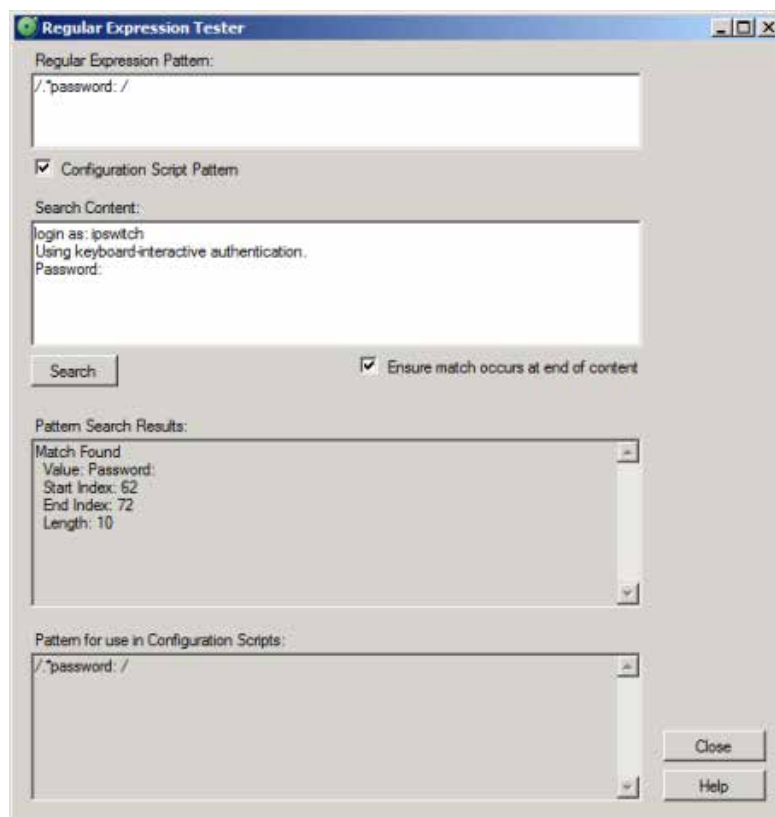 Regular Expression Tester
Regular Expression Pattern:
/.*password: /
Configuration Script Pattern
Search Content:
login as: ipswitch
Using keyboard-interactive authentication.
Password:
Search
Ensure match occurs at end of content
Pattern Search Results:
Match Found
Value: Password:
Start Index: 62
End Index: 72
Length: 10
Pattern for use in Configuration Scripts:
/.*password: /
Close
Help